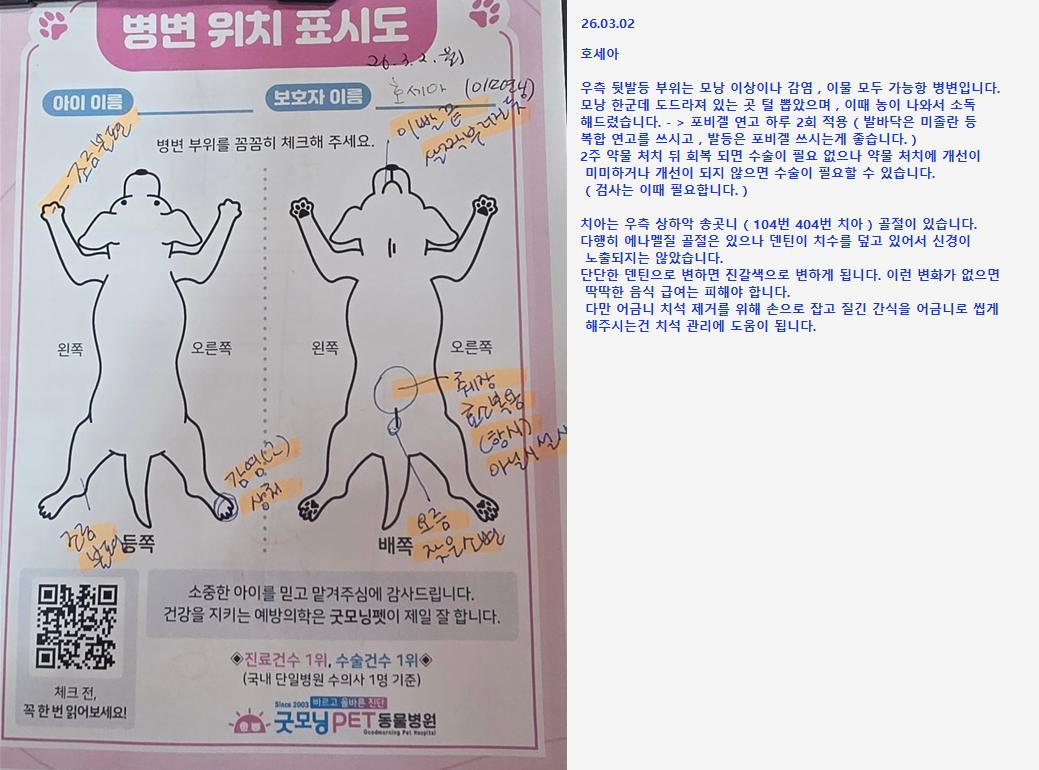 병변 위치 표시도
26.3.2.월
아이 이름
보호자 이름
호세아
병변 부위를 꼼꼼히 체크해 주세요.
왼쪽
오른쪽
왼쪽
오른쪽
췌장
효소복용
(항시)
아닐시 설사
감염(?)
상처
요즘
잦은소변
등쪽
배쪽
소중한 아이를 믿고 맡겨주심에 감사드립니다.
건강을 지키는 예방의학은 굿모닝펫이 제일 잘 합니다.
체크 전,
꼭 한 번 읽어보세요!
◈진료건수 1위, 수술건수 1위◈
(국내 단일병원 수의사 1명 기준)
Since 2003 바르고 올바른 진단
굿모닝PET동물병원
Goodmorning Pet Hospital
26.03.02
호세아
우측 뒷발등 부위는 모낭 이상이나 감염 , 이물 모두 가능항 병변입니다.
모낭 한군데 도드라져 있는 곳 털 뽑았으며 , 이때 농이 나와서 소독
해드렸습니다. - > 포비겔 연고 하루 2회 적용 ( 발바닥은 미졸란 등
복합 연고를 쓰시고 , 발등은 포비겔 쓰시는게 좋습니다. )
2주 약물 처치 뒤 회복 되면 수술이 필요 없으나 약물 처치에 개선이
미미하거나 개선이 되지 않으면 수술이 필요할 수 있습니다.
( 검사는 이때 필요합니다. )
치아는 우측 상하악 송곳니 ( 104번 404번 치아 ) 골절이 있습니다.
다행히 에나멜질 골절은 있으나 덴틴이 치수를 덮고 있어서 신경이
노출되지는 않았습니다.
단단한 덴틴으로 변하면 진갈색으로 변하게 됩니다. 이런 변화가 없으면
딱딱한 음식 급여는 피해야 합니다.
다만 어금니 치석 제거를 위해 손으로 잡고 질긴 간식을 어금니로 씹게
해주시는건 치석 관리에 도움이 됩니다.